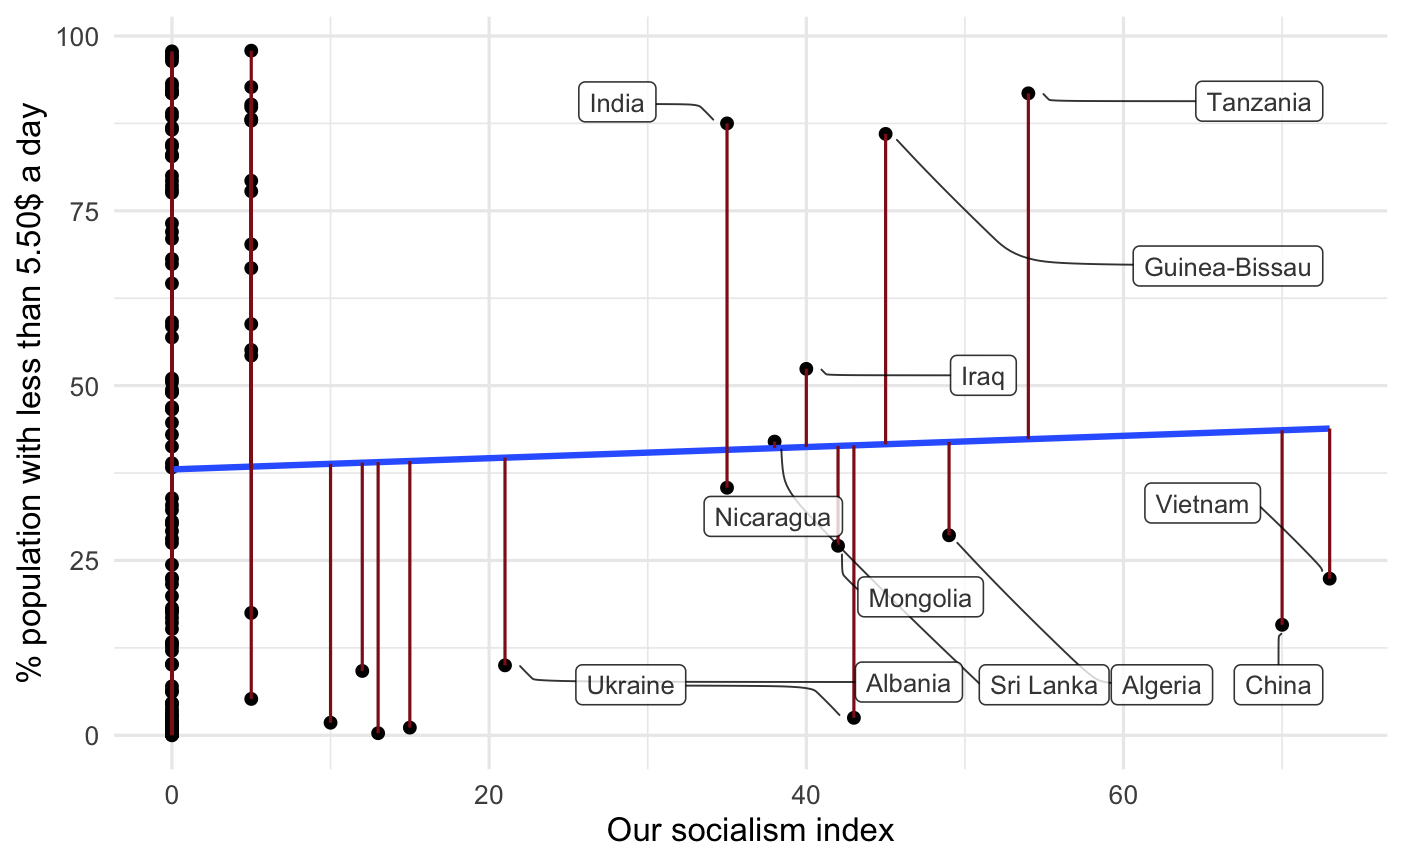 100
75
50
25
0
% population with less than 5.50$ a day
India
Tanzania
Guinea-Bissau
Iraq
Nicaragua
Vietnam
Mongolia
Ukraine
Albania
Sri Lanka
Algeria
China
0
20
40
60
Our socialism index